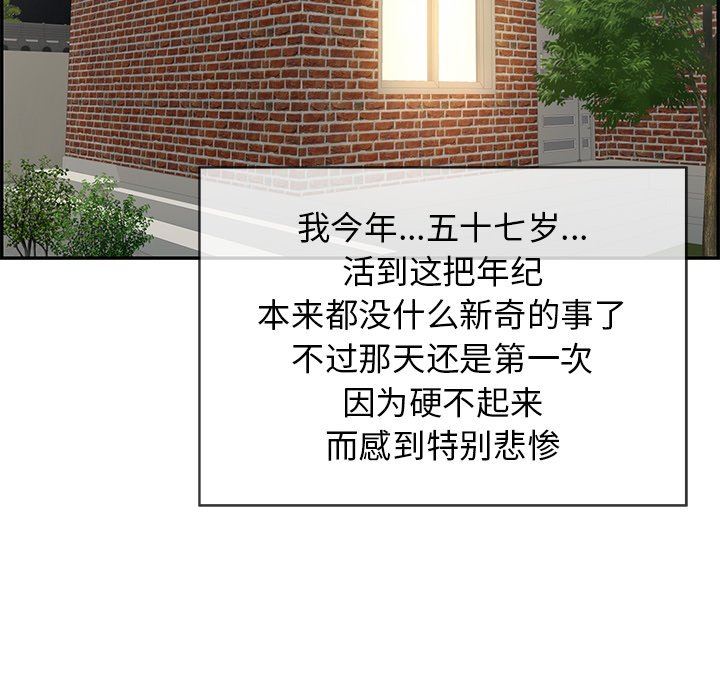 我今年...五十七岁...
活到这把年纪
本来都没什么新奇的事了
不过那天还是第一次
因为硬不起来
而感到特别悲惨